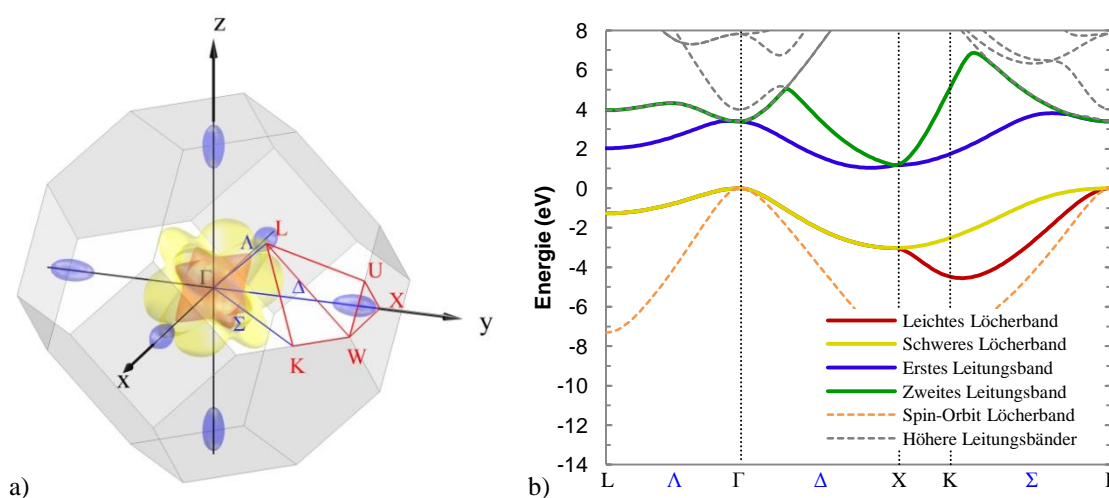 z
L
Λ
U
Γ
X
Δ
y
Σ
W
K
x
a)
8
6
4
2
0
-2
-4
-6
-8
-10
-12
-14
Energie (eV)
Leichtes Löcherband
Schweres Löcherband
Erstes Leitungsband
Zweites Leitungsband
Spin-Orbit Löcherband
Höhere Leitungsbänder
L Λ Γ Δ X K Σ
b)